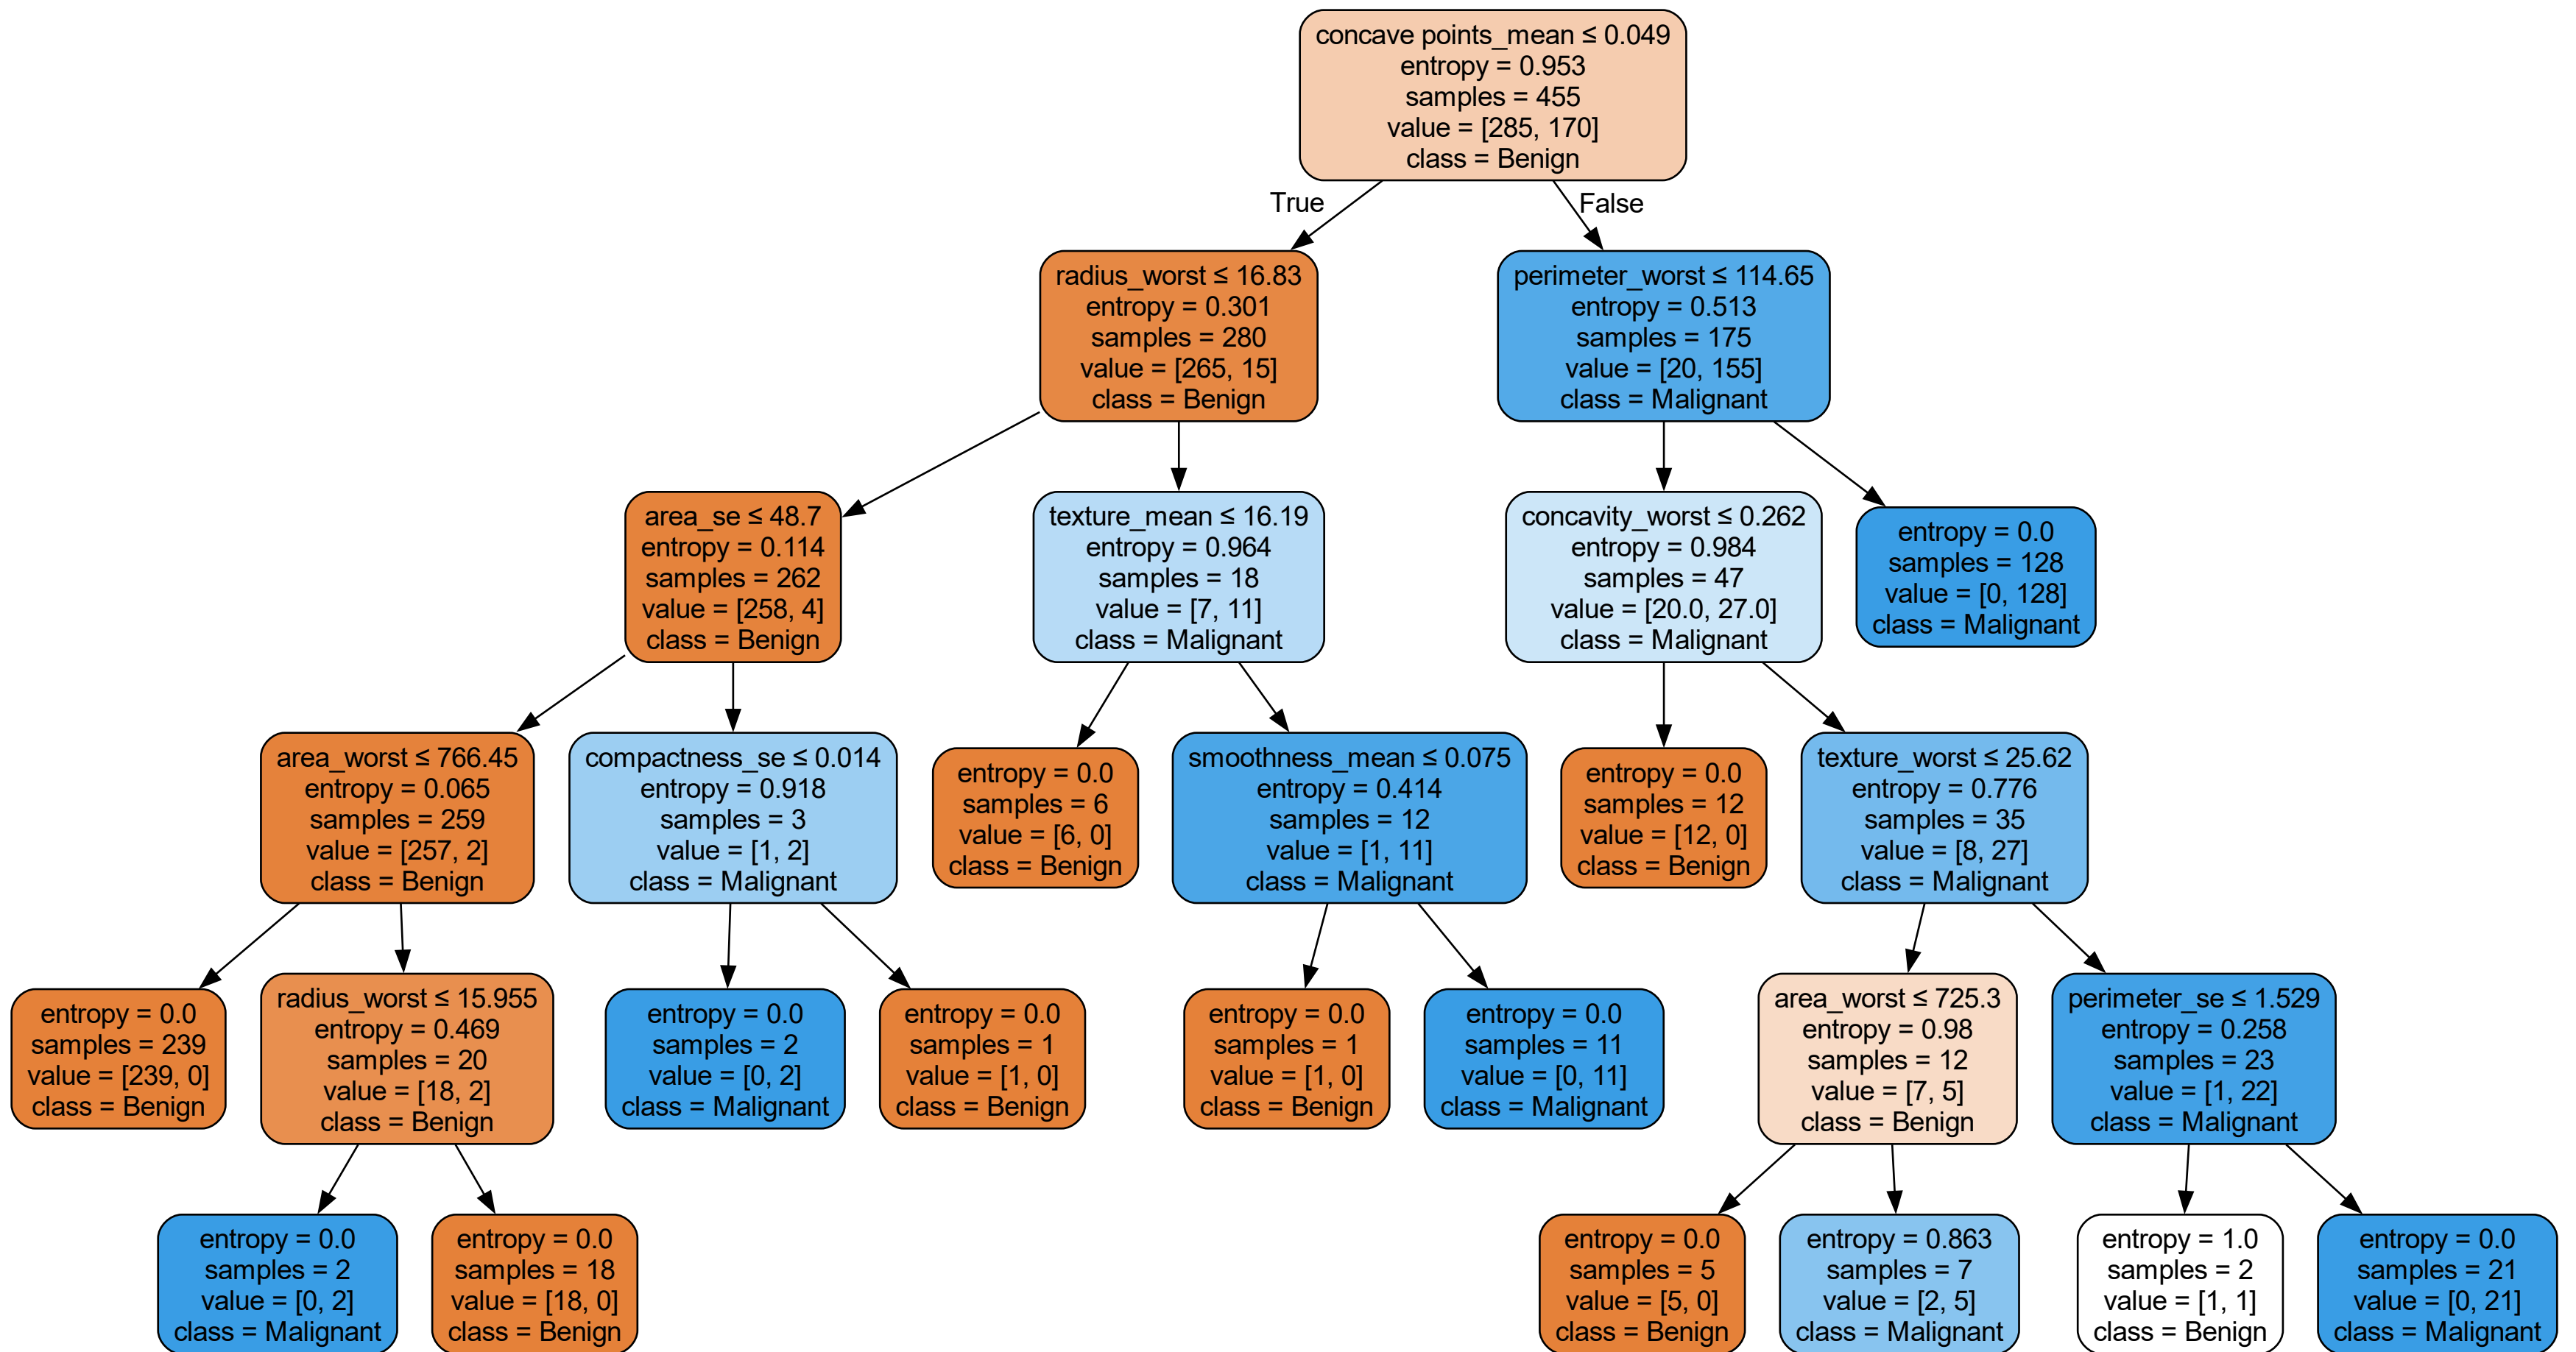 concave points_mean ≤ 0.049
entropy = 0.953
samples = 455
value = [285, 170]
class = Benign
True
False
radius_worst ≤ 16.83
entropy = 0.301
samples = 280
value = [265, 15]
class = Benign
perimeter_worst ≤ 114.65
entropy = 0.513
samples = 175
value = [20, 155]
class = Malignant
area_se ≤ 48.7
entropy = 0.114
samples = 262
value = [258, 4]
class = Benign
texture_mean ≤ 16.19
entropy = 0.964
samples = 18
value = [7, 11]
class = Malignant
concavity_worst ≤ 0.262
entropy = 0.984
samples = 47
value = [20.0, 27.0]
class = Malignant
entropy = 0.0
samples = 128
value = [0, 128]
class = Malignant
area_worst ≤ 766.45
entropy = 0.065
samples = 259
value = [257, 2]
class = Benign
compactness_se ≤ 0.014
entropy = 0.918
samples = 3
value = [1, 2]
class = Malignant
entropy = 0.0
samples = 6
value = [6, 0]
class = Benign
smoothness_mean ≤ 0.075
entropy = 0.414
samples = 12
value = [1, 11]
class = Malignant
entropy = 0.0
samples = 12
value = [12, 0]
class = Benign
texture_worst ≤ 25.62
entropy = 0.776
samples = 35
value = [8, 27]
class = Malignant
entropy = 0.0
samples = 239
value = [239, 0]
class = Benign
radius_worst ≤ 15.955
entropy = 0.469
samples = 20
value = [18, 2]
class = Benign
entropy = 0.0
samples = 2
value = [0, 2]
class = Malignant
entropy = 0.0
samples = 1
value = [1, 0]
class = Benign
entropy = 0.0
samples = 1
value = [1, 0]
class = Benign
entropy = 0.0
samples = 11
value = [0, 11]
class = Malignant
area_worst ≤ 725.3
entropy = 0.98
samples = 12
value = [7, 5]
class = Benign
perimeter_se ≤ 1.529
entropy = 0.258
samples = 23
value = [1, 22]
class = Malignant
entropy = 0.0
samples = 2
value = [0, 2]
class = Malignant
entropy = 0.0
samples = 18
value = [18, 0]
class = Benign
entropy = 0.0
samples = 5
value = [5, 0]
class = Benign
entropy = 0.863
samples = 7
value = [2, 5]
class = Malignant
entropy = 1.0
samples = 2
value = [1, 1]
class = Benign
entropy = 0.0
samples = 21
value = [0, 21]
class = Malignant